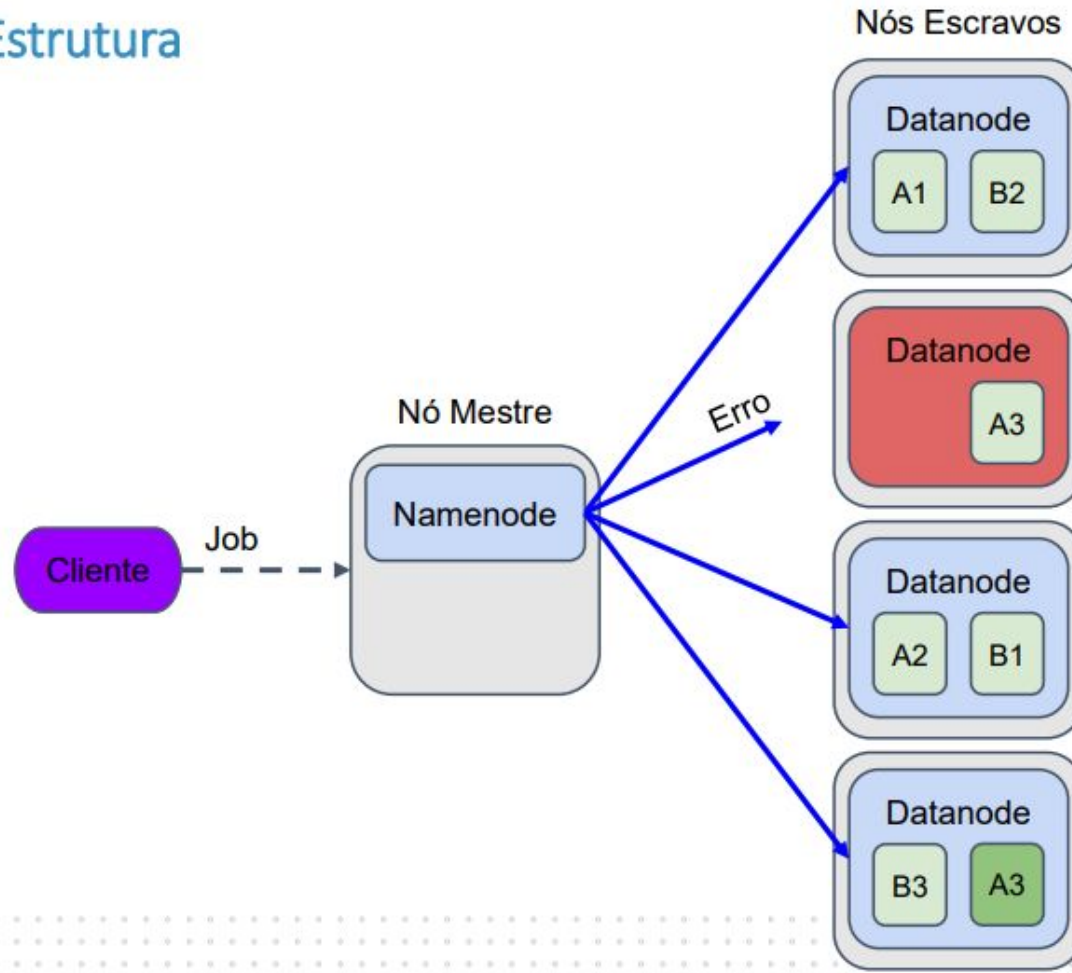 Estrutura
Nós Escravos
Datanode
A1 B2
Datanode
A3
Erro
Nó Mestre
Namenode
Job
Cliente
Datanode
A2 B1
Datanode
B3 A3